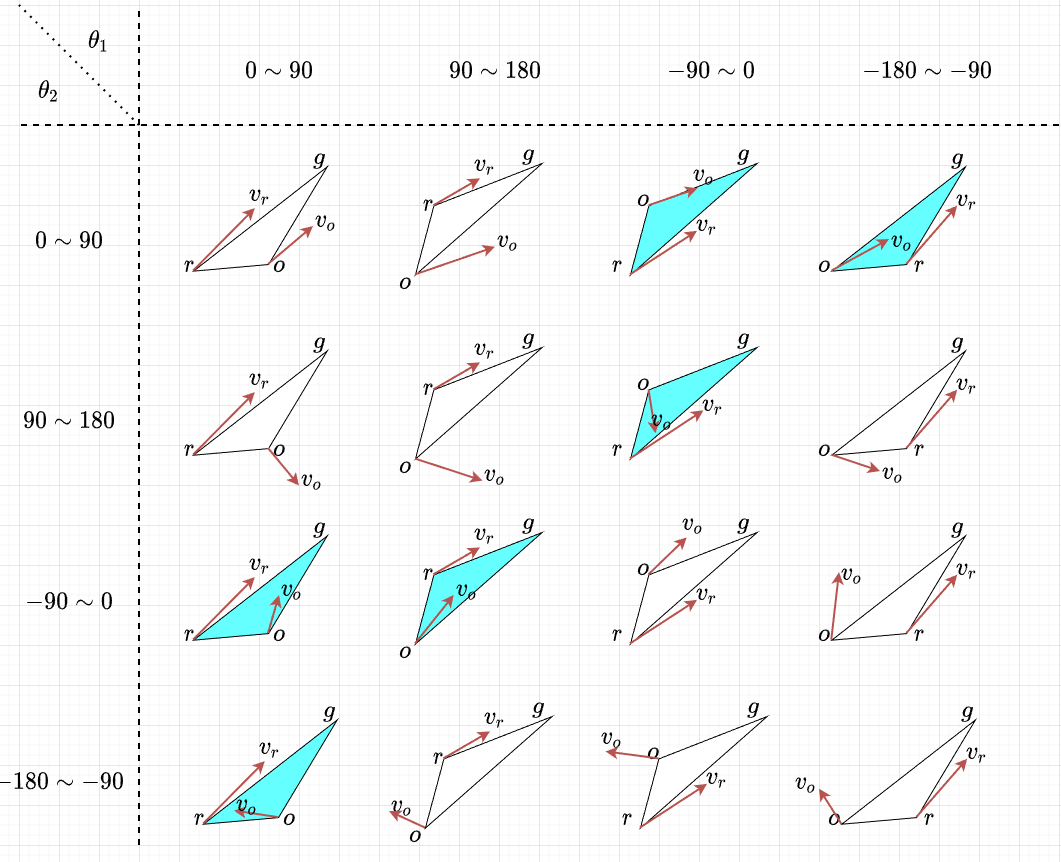 θ₁
θ₂
0 ∼ 90 90 ∼ 180 −90 ∼ 0 −180 ∼ −90
g g g g
v_r v_r v_o v_r
r o
v_o v_o v_r v_o
0 ∼ 90
r o o r o r
g g g g
v_r v_r v_r
r o v_o v_r
90 ∼ 180
r o o r o r
v_o v_o v_o
g v_o g g
g
v_r v_r v_o v_r
r o
v_o v_o v_r
−90 ∼ 0
r o o r o r
g g g g
v_r v_r v_o o v_r
r
v_o v_r v_o
−180 ∼ −90
v_o
r o o r o r